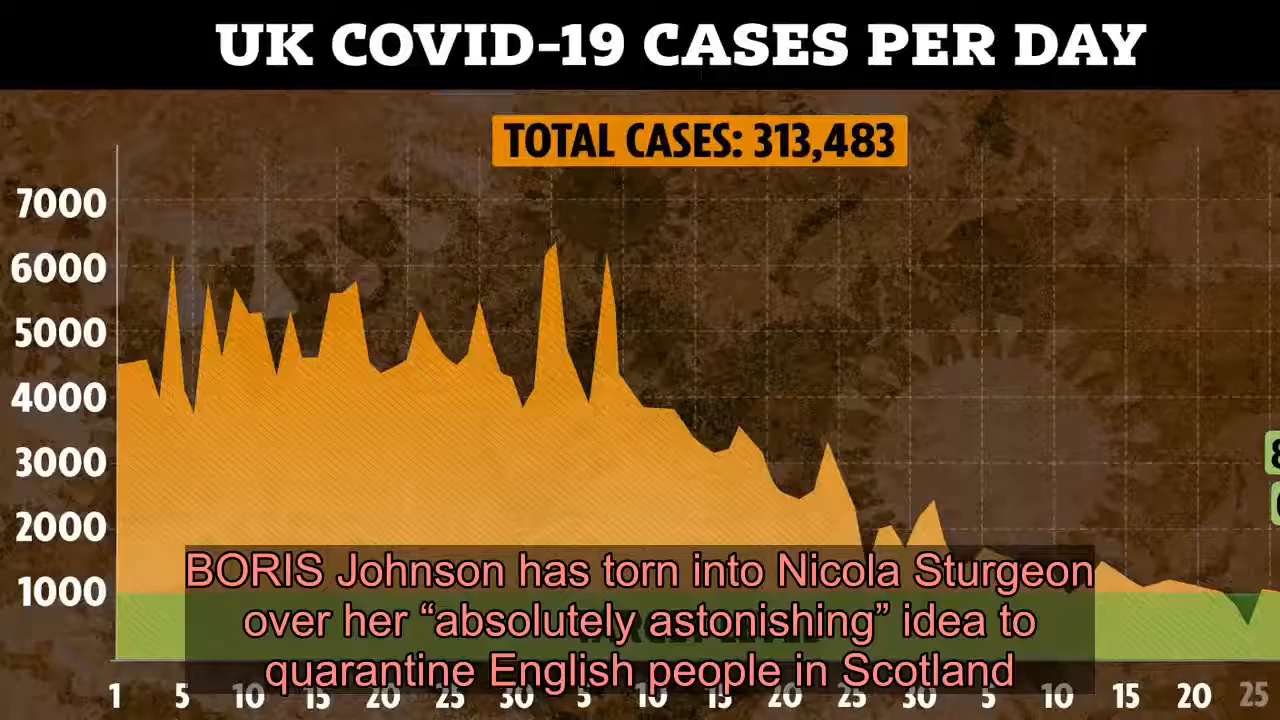 UK COVID-19 CASES PER DAY
TOTAL CASES: 313,483
7000
6000
5000
4000
3000
2000
1000
BORIS Johnson has torn into Nicola Sturgeon
over her “absolutely astonishing” idea to
quarantine English people in Scotland
1 5 10 15 20 25 30 5 10 15 20 25 30 5 10 15 20 25